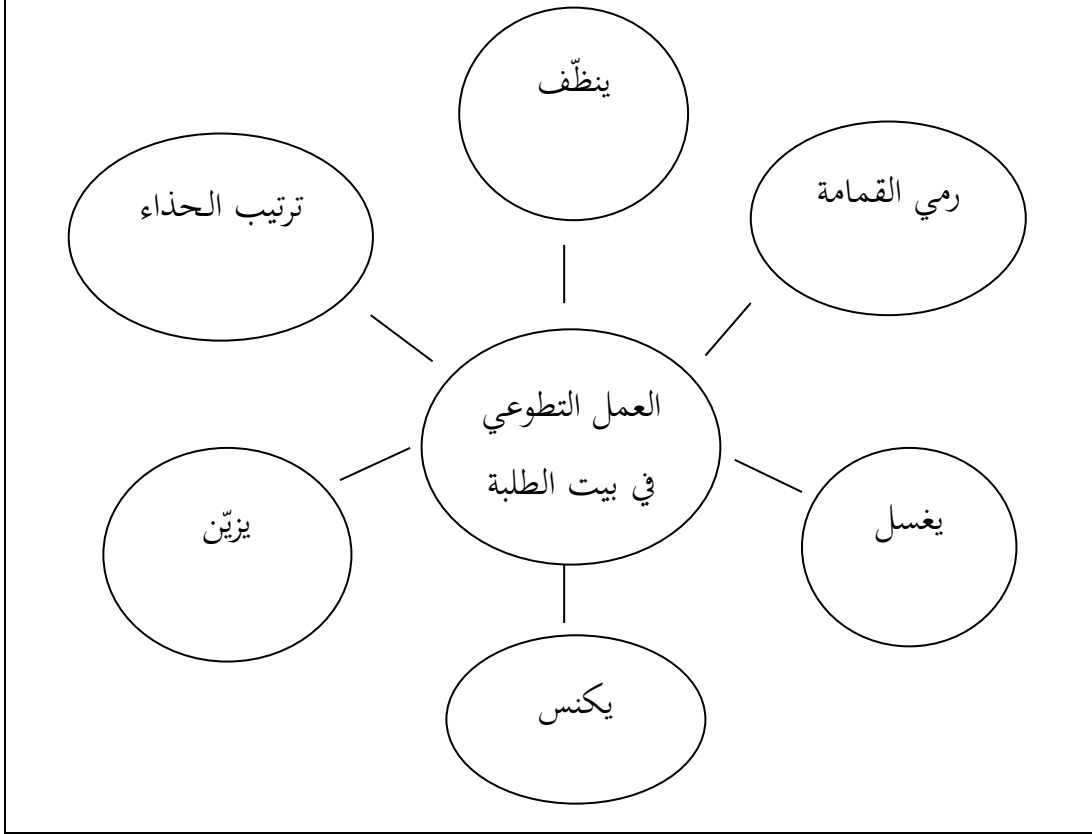 ينظّف
رمي القمامة
ترتيب الحذاء
العمل التطوعي
في بيت الطلبة
يغسل
يزيّن
يكنس